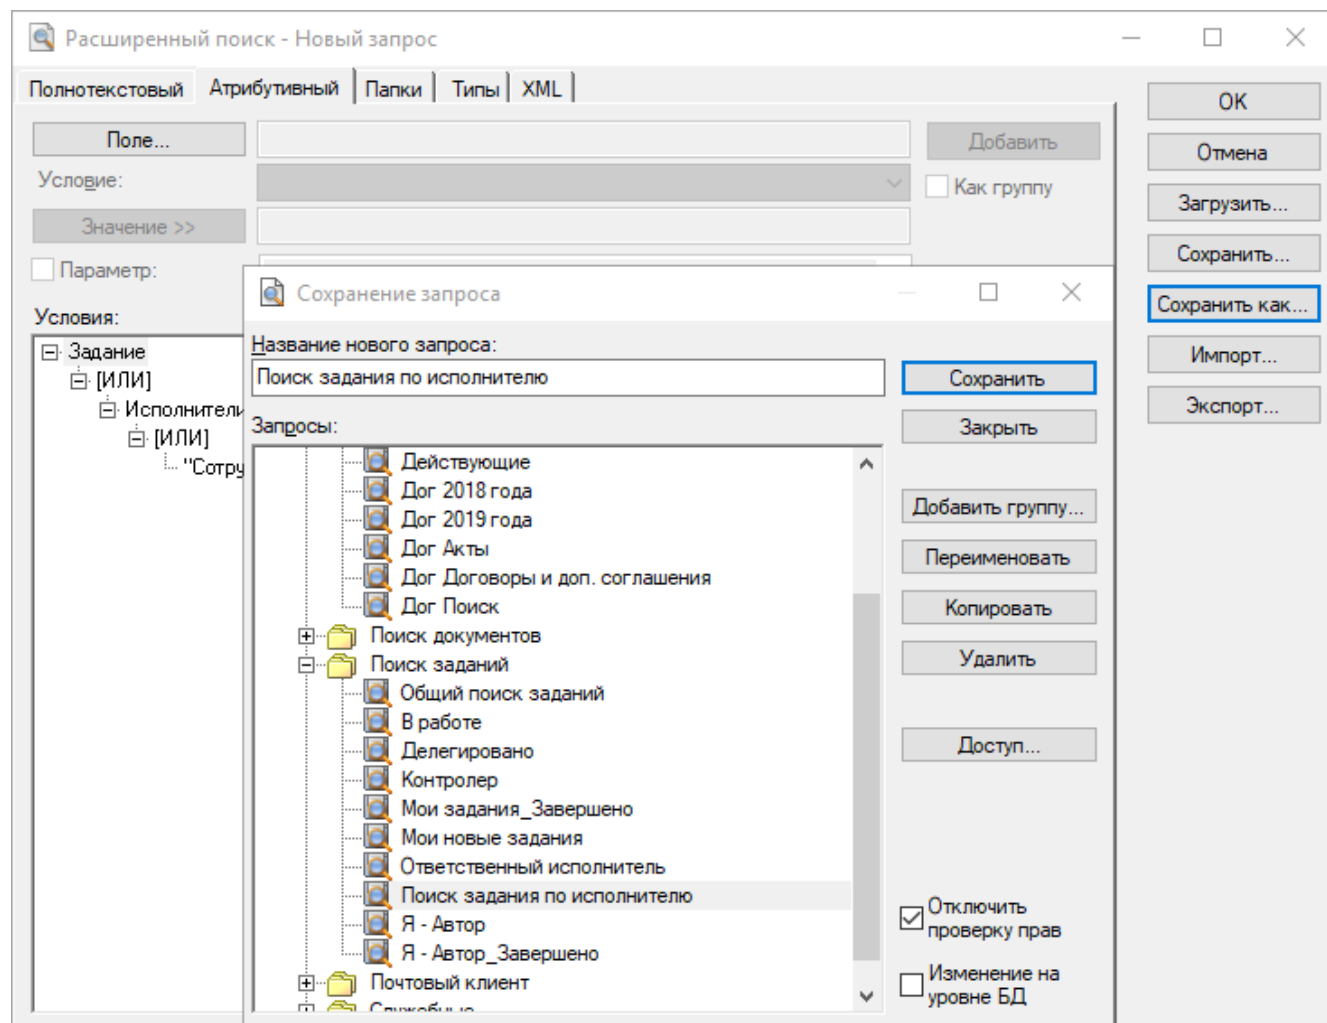 Расширенный поиск - Новый запрос
Полнотекстовый Атрибутивный Папки Типы XML
Поле...
Добавить
Условие:
Как группу
Значение >>
Параметр:
Условия:
Задание
[ИЛИ]
Исполнители
[ИЛИ]
"Сотру
OK
Отмена
Загрузить...
Сохранить...
Сохранить как...
Импорт...
Экспорт...
Сохранение запроса
Название нового запроса:
Поиск задания по исполнителю
Запросы:
Действующие
Дог 2018 года
Дог 2019 года
Дог Акты
Дог Договоры и доп. соглашения
Дог Поиск
Поиск документов
Поиск заданий
Общий поиск заданий
В работе
Делегировано
Контролер
Мои задания_Завершено
Мои новые задания
Ответственный исполнитель
Поиск задания по исполнителю
Я - Автор
Я - Автор_Завершено
Почтовый клиент
Служебные
Сохранить
Закрыть
Добавить группу...
Переименовать
Копировать
Удалить
Доступ...
Отключить
проверку прав
Изменение на
уровне БД